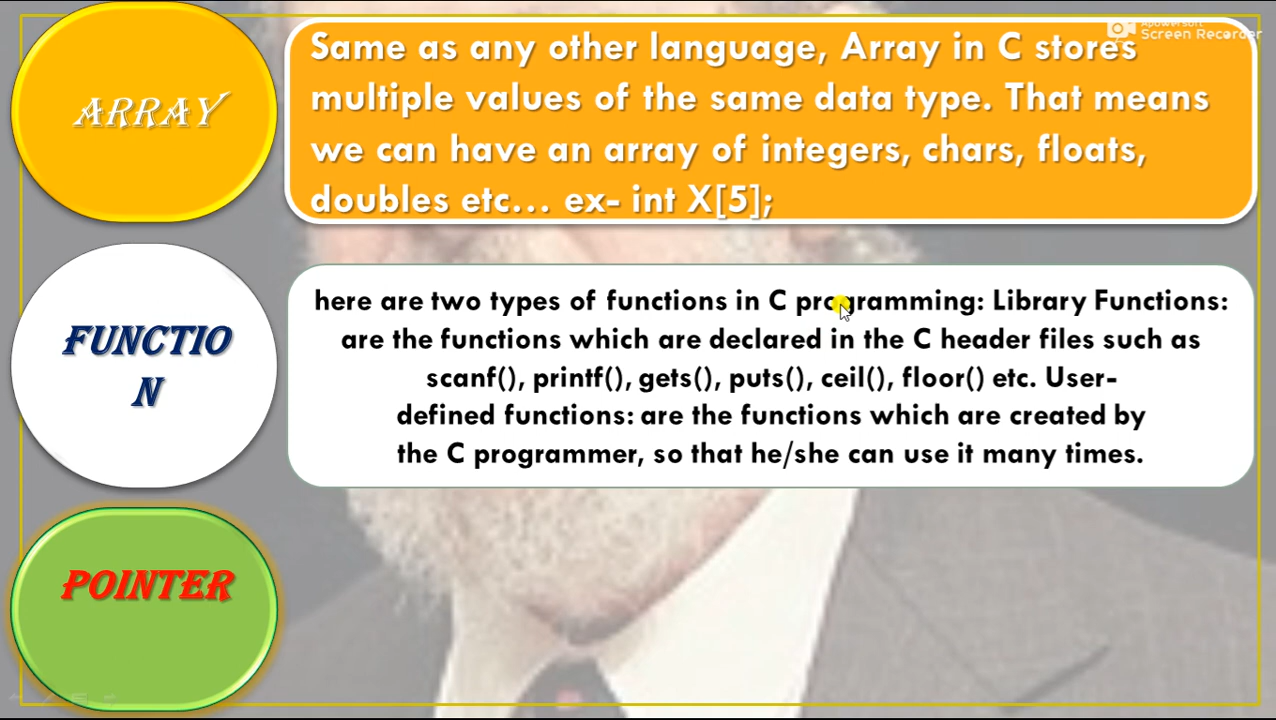 ARRAY
Same as any other language, Array in C stores
multiple values of the same data type. That means
we can have an array of integers, chars, floats,
doubles etc... ex- int X[5];
Apowersoft
Screen Recorder
FUNCTIO
N
here are two types of functions in C programming: Library Functions:
are the functions which are declared in the C header files such as
scanf(), printf(), gets(), puts(), ceil(), floor() etc. User-
defined functions: are the functions which are created by
the C programmer, so that he/she can use it many times.
POINTER